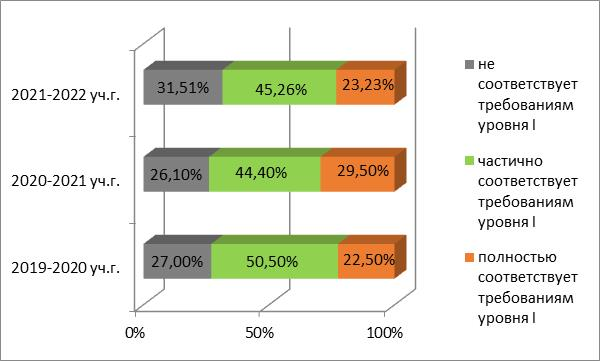 2021-2022 уч.г.
31,51%
45,26%
23,23%
2020-2021 уч.г.
26,10%
44,40%
29,50%
2019-2020 уч.г.
27,00%
50,50%
22,50%
0%
50%
100%
не
соответствует
требованиям
уровня I
частично
соответствует
требованиям
уровня I
полностью
соответствует
требованиям
уровня I